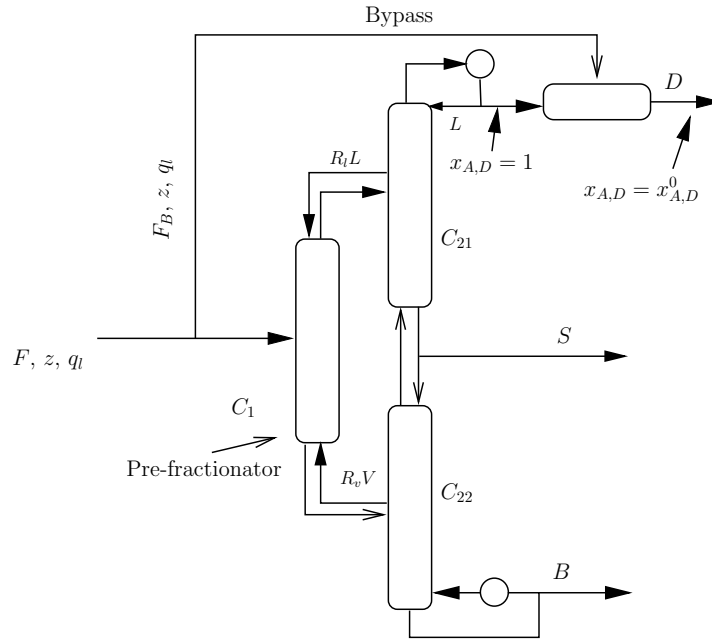 Bypass
D
L
x_{A,D} = 1
x_{A,D} = x^0_{A,D}
R_l L
F_B, z, q_l
C_{21}
S
F, z, q_l
C_1
Pre-fractionator
R_v V
C_{22}
B